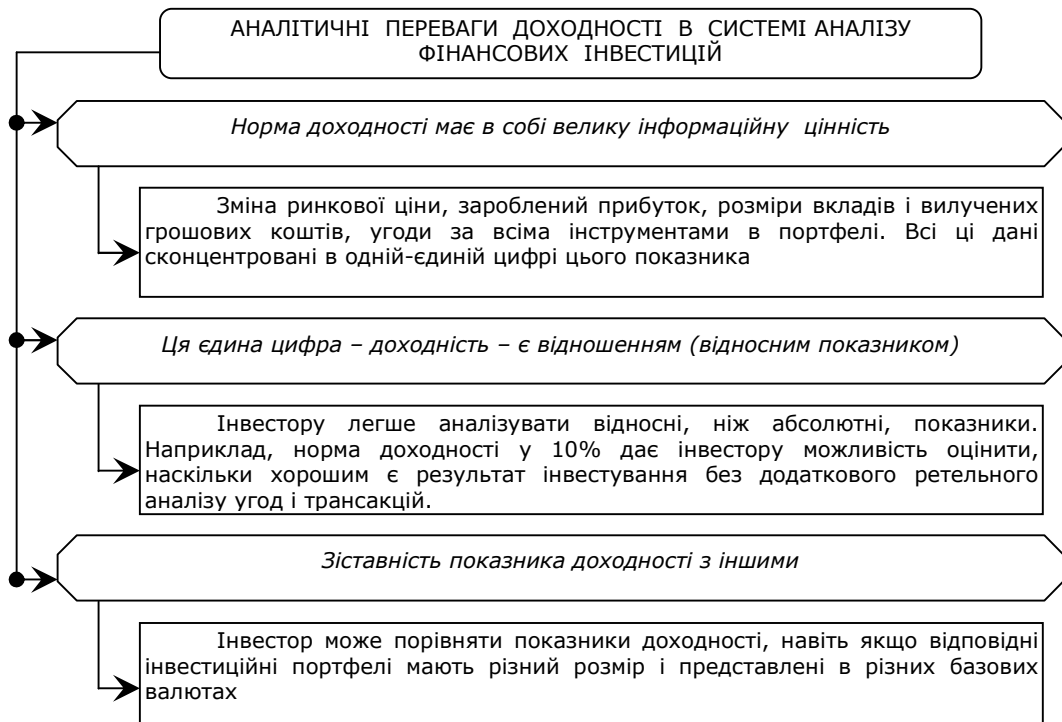 АНАЛІТИЧНІ ПЕРЕВАГИ ДОХОДНОСТІ В СИСТЕМІ АНАЛІЗУ
ФІНАНСОВИХ ІНВЕСТИЦІЙ
Норма доходності має в собі велику інформаційну цінність
Зміна ринкової ціни, зароблений прибуток, розміри вкладів і вилучених
грошових коштів, угоди за всіма інструментами в портфелі. Всі ці дані
сконцентровані в одній-єдиній цифрі цього показника
Ця єдина цифра – доходність – є відношенням (відносним показником)
Інвестору легше аналізувати відносні, ніж абсолютні, показники.
Наприклад, норма доходності у 10% дає інвестору можливість оцінити,
наскільки хорошим є результат інвестування без додаткового ретельного
аналізу угод і трансакцій.
Зіставність показника доходності з іншими
Інвестор може порівняти показники доходності, навіть якщо відповідні
інвестиційні портфелі мають різний розмір і представлені в різних базових
валютах